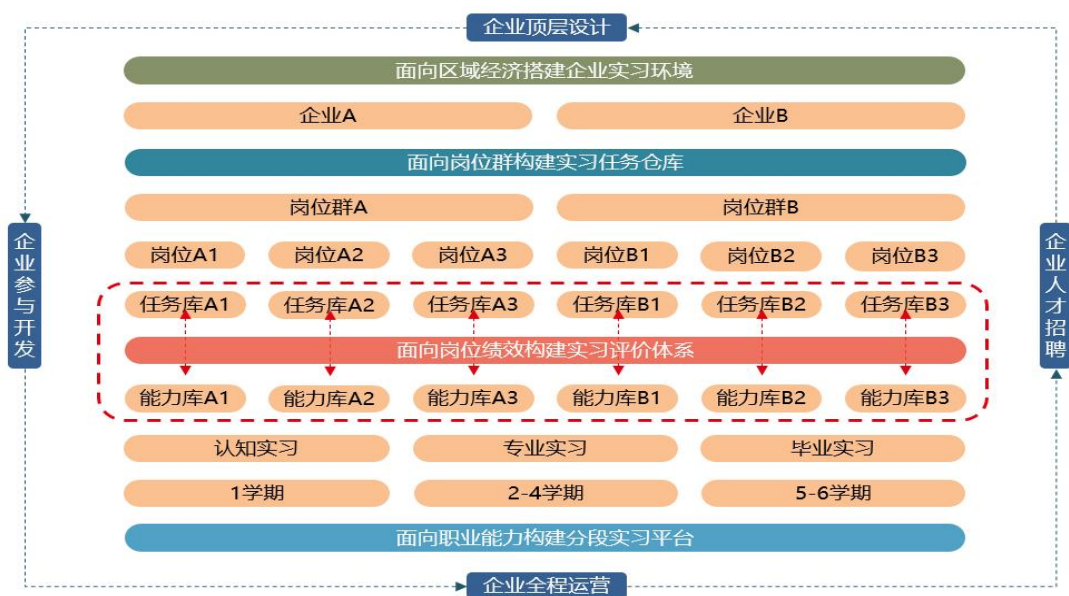 企业顶层设计
面向区域经济搭建企业实习环境
企业A
企业B
面向岗位群构建实习任务仓库
岗位群A
岗位群B
岗位A1
岗位A2
岗位A3
岗位B1
岗位B2
岗位B3
任务库A1
任务库A2
任务库A3
任务库B1
任务库B2
任务库B3
面向岗位绩效构建实习评价体系
能力库A1
能力库A2
能力库A3
能力库B1
能力库B2
能力库B3
认知实习
专业实习
毕业实习
1学期
2-4学期
5-6学期
面向职业能力构建分段实习平台
企业参与开发
企业人才招聘
企业全程运营